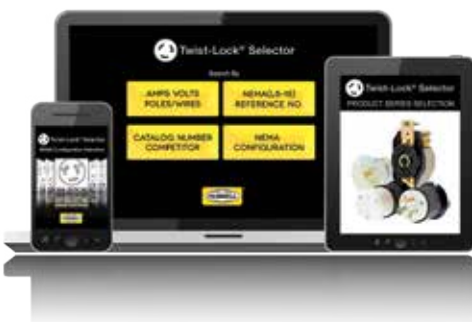 Twist-Lock® Selector
Search By
AMPS VOLTS
POLES/WIRES
NEMA(L5-15)
REFERENCE NO.
CATALOG NUMBER
COMPETITOR
NEMA
CONFIGURATION
HUBBELL
Twist-Lock® Selector
Twist-Lock® Selector
PRODUCT SERIES SELECTION